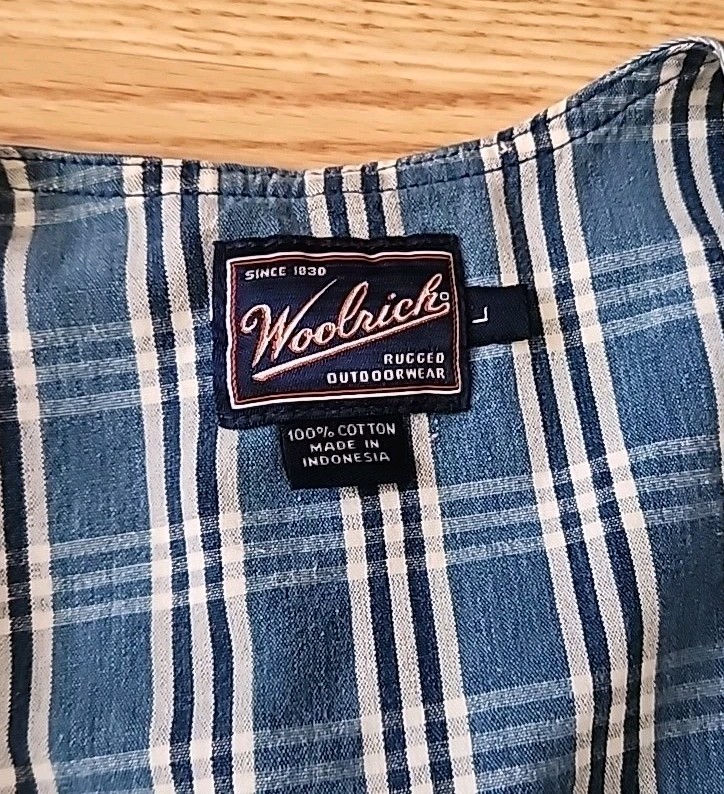 SINCE 1830
Woolrich
RUGGED
OUTDOORWEAR
L
100% COTTON
MADE IN
INDONESIA